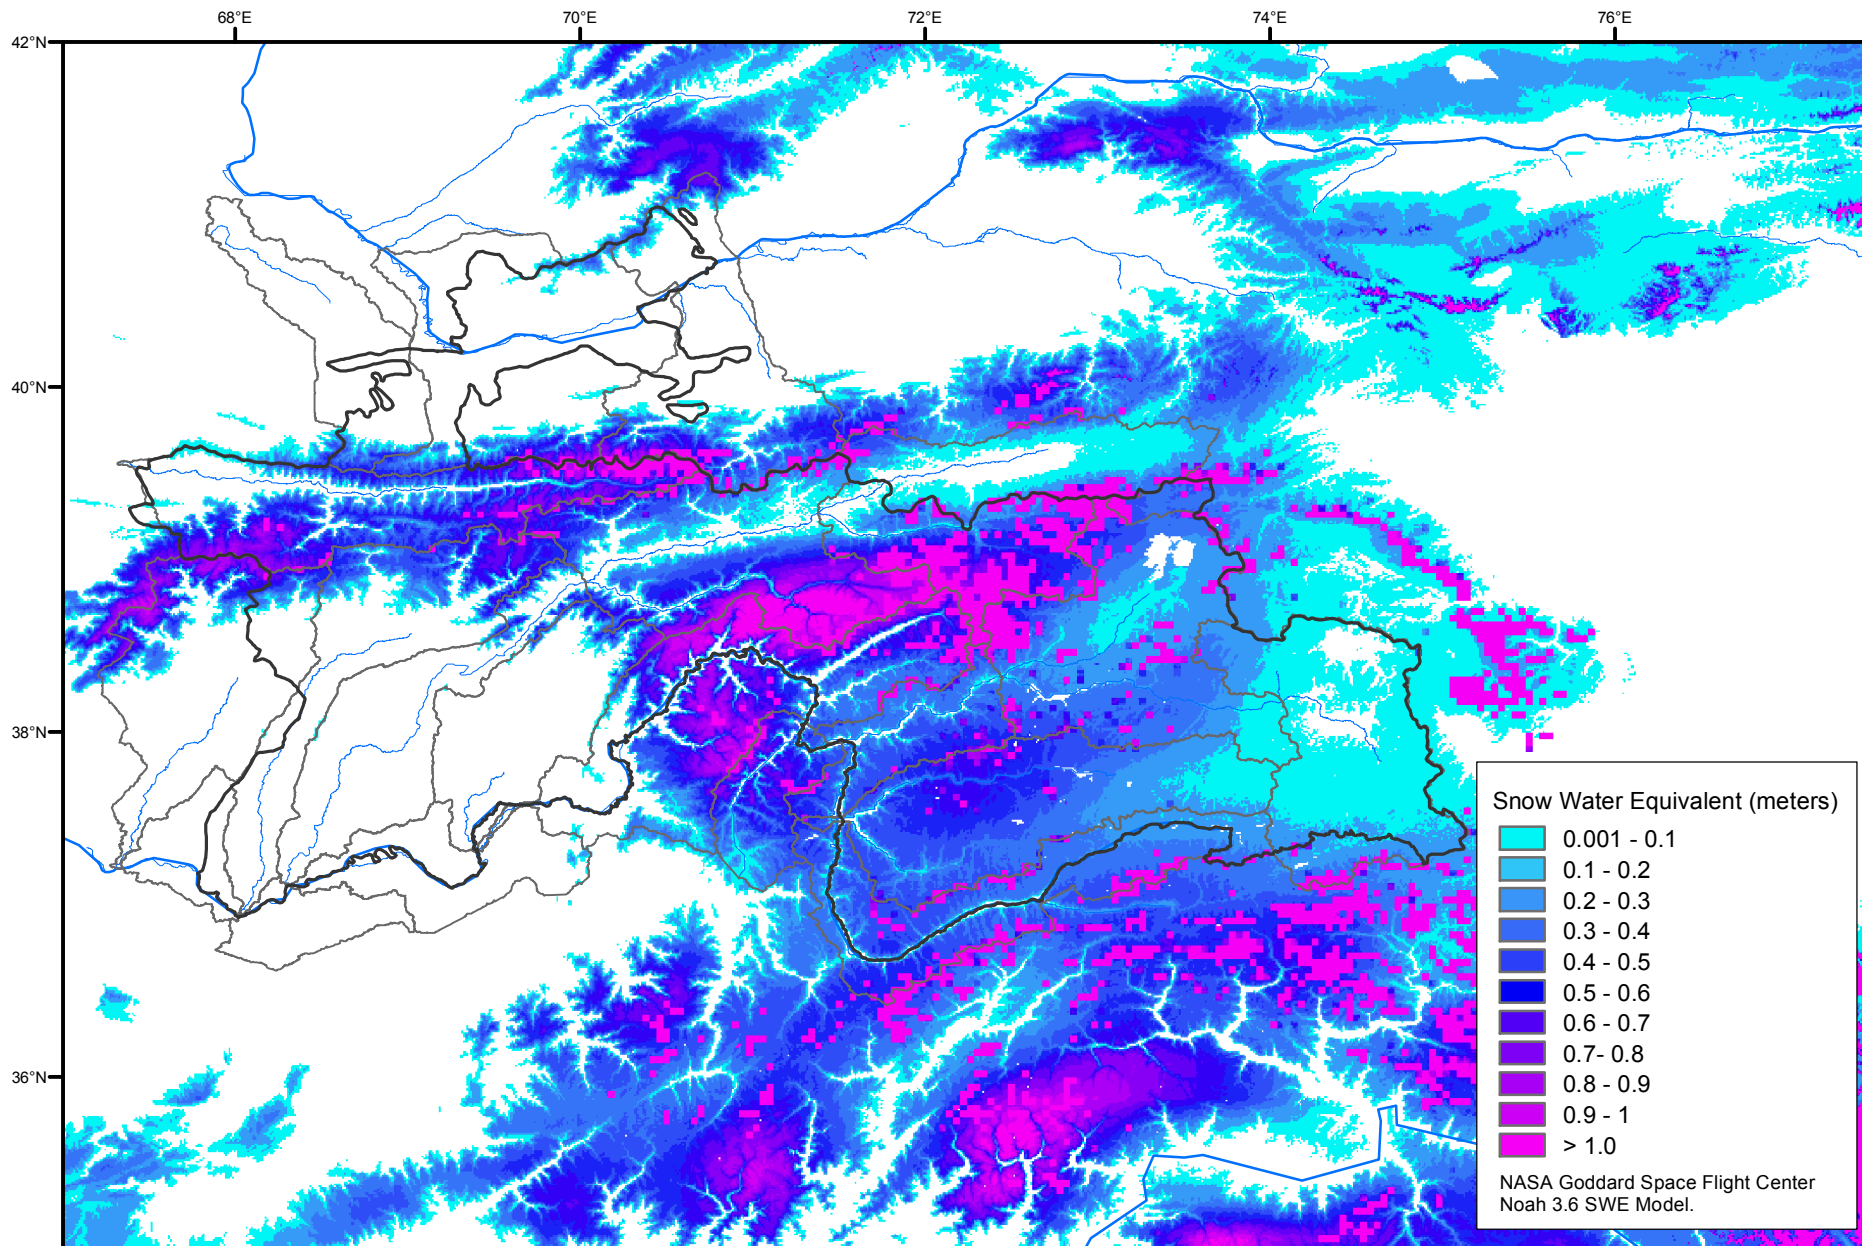 68°E 70°E 72°E 74°E 76°E
42°N
40°N
38°N
36°N
Snow Water Equivalent (meters)
0.001 - 0.1
0.1 - 0.2
0.2 - 0.3
0.3 - 0.4
0.4 - 0.5
0.5 - 0.6
0.6 - 0.7
0.7- 0.8
0.8 - 0.9
0.9 - 1
> 1.0
NASA Goddard Space Flight Center
Noah 3.6 SWE Model.